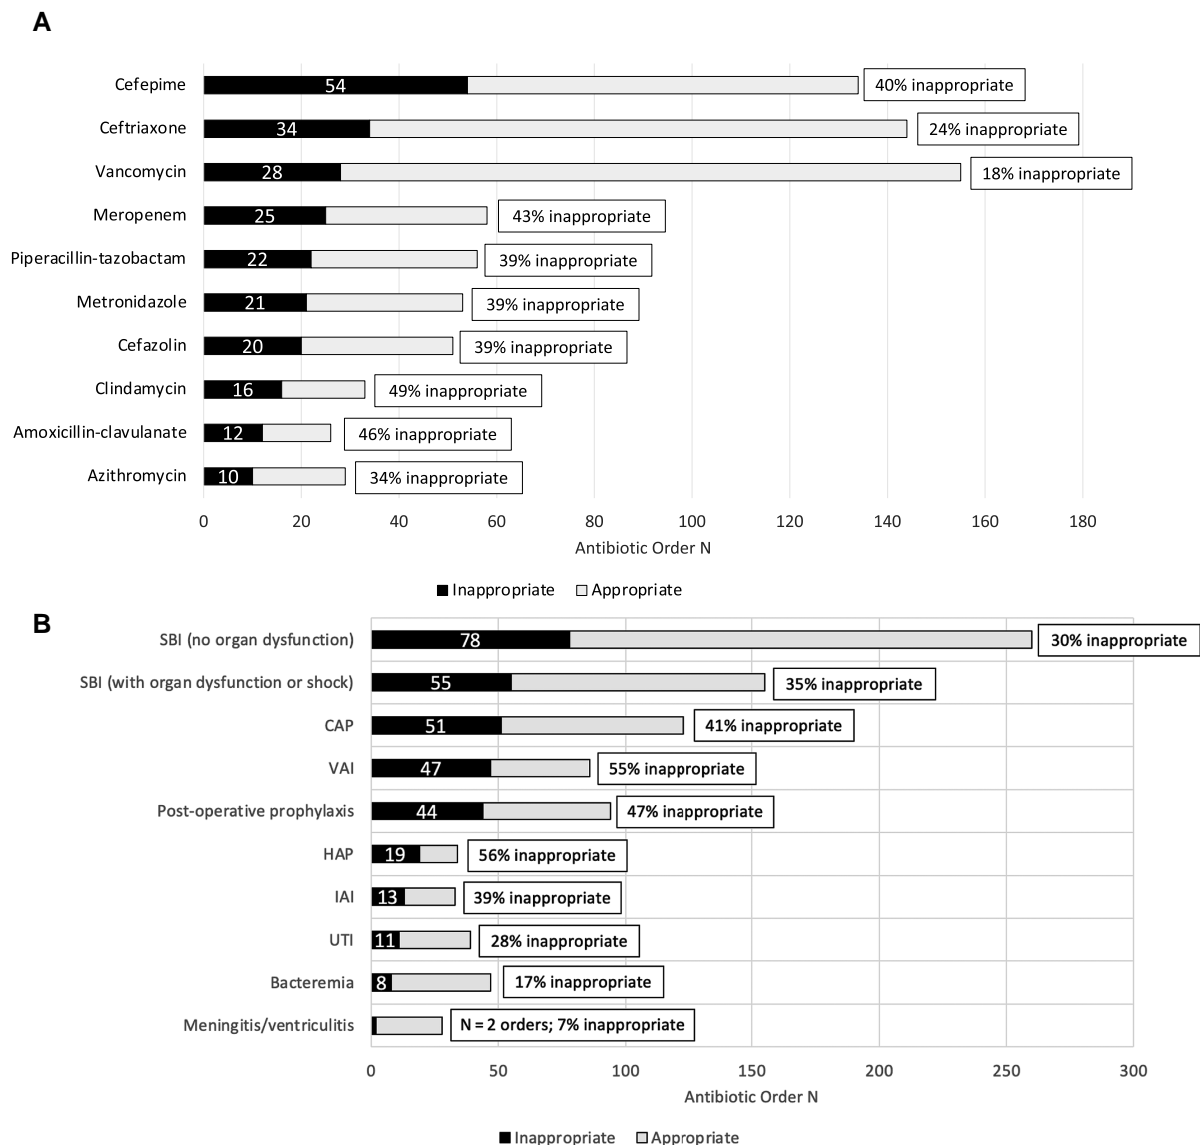 A
Cefepime 54 40% inappropriate
Ceftriaxone 34 24% inappropriate
Vancomycin 28 18% inappropriate
Meropenem 25 43% inappropriate
Piperacillin-tazobactam 22 39% inappropriate
Metronidazole 21 39% inappropriate
Cefazolin 20 39% inappropriate
Clindamycin 16 49% inappropriate
Amoxicillin-clavulanate 12 46% inappropriate
Azithromycin 10 34% inappropriate
0 20 40 60 80 100 120 140 160 180
Antibiotic Order N
Inappropriate Appropriate
B
SBI (no organ dysfunction) 78 30% inappropriate
SBI (with organ dysfunction or shock) 55 35% inappropriate
CAP 51 41% inappropriate
VAI 47 55% inappropriate
Post-operative prophylaxis 44 47% inappropriate
HAP 19 56% inappropriate
IAI 13 39% inappropriate
UTI 11 28% inappropriate
Bacteremia 8 17% inappropriate
Meningitis/ventriculitis N = 2 orders; 7% inappropriate
0 50 100 150 200 250 300
Antibiotic Order N
Inappropriate Appropriate